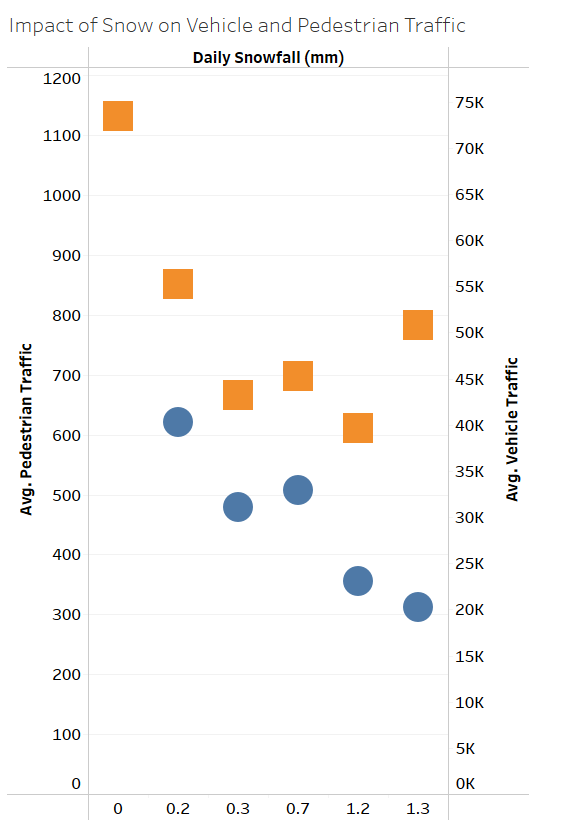 Impact of Snow on Vehicle and Pedestrian Traffic
Daily Snowfall (mm)
1200
1100
1000
900
800
700
600
500
400
300
200
100
0
Avg. Pedestrian Traffic
75K
70K
65K
60K
55K
50K
45K
40K
35K
30K
25K
20K
15K
10K
5K
0K
Avg. Vehicle Traffic
0 0.2 0.3 0.7 1.2 1.3